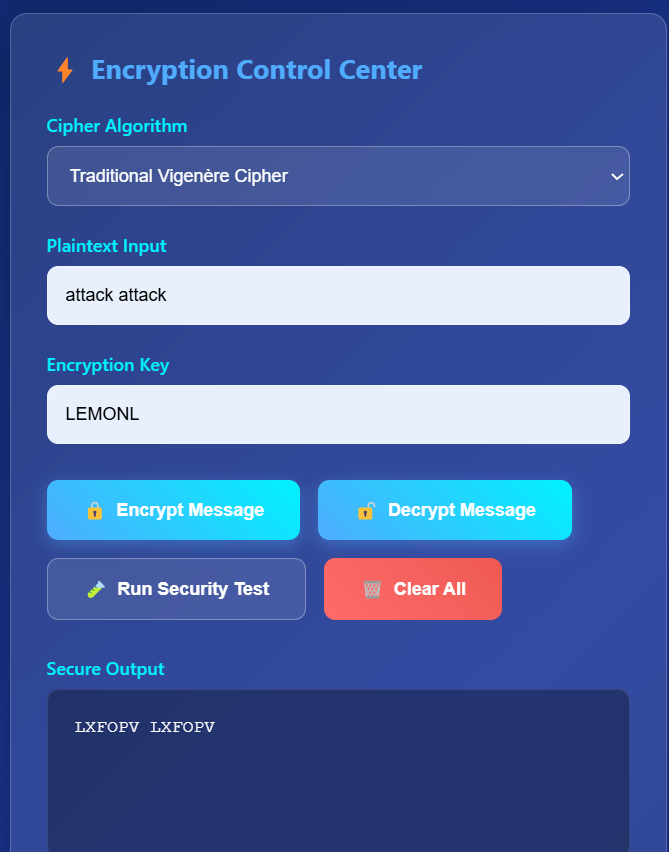 Encryption Control Center
Cipher Algorithm
Traditional Vigenère Cipher
Plaintext Input
attack attack
Encryption Key
LEMONL
Encrypt Message
Decrypt Message
Run Security Test
Clear All
Secure Output
LXFOPV LXFOPV